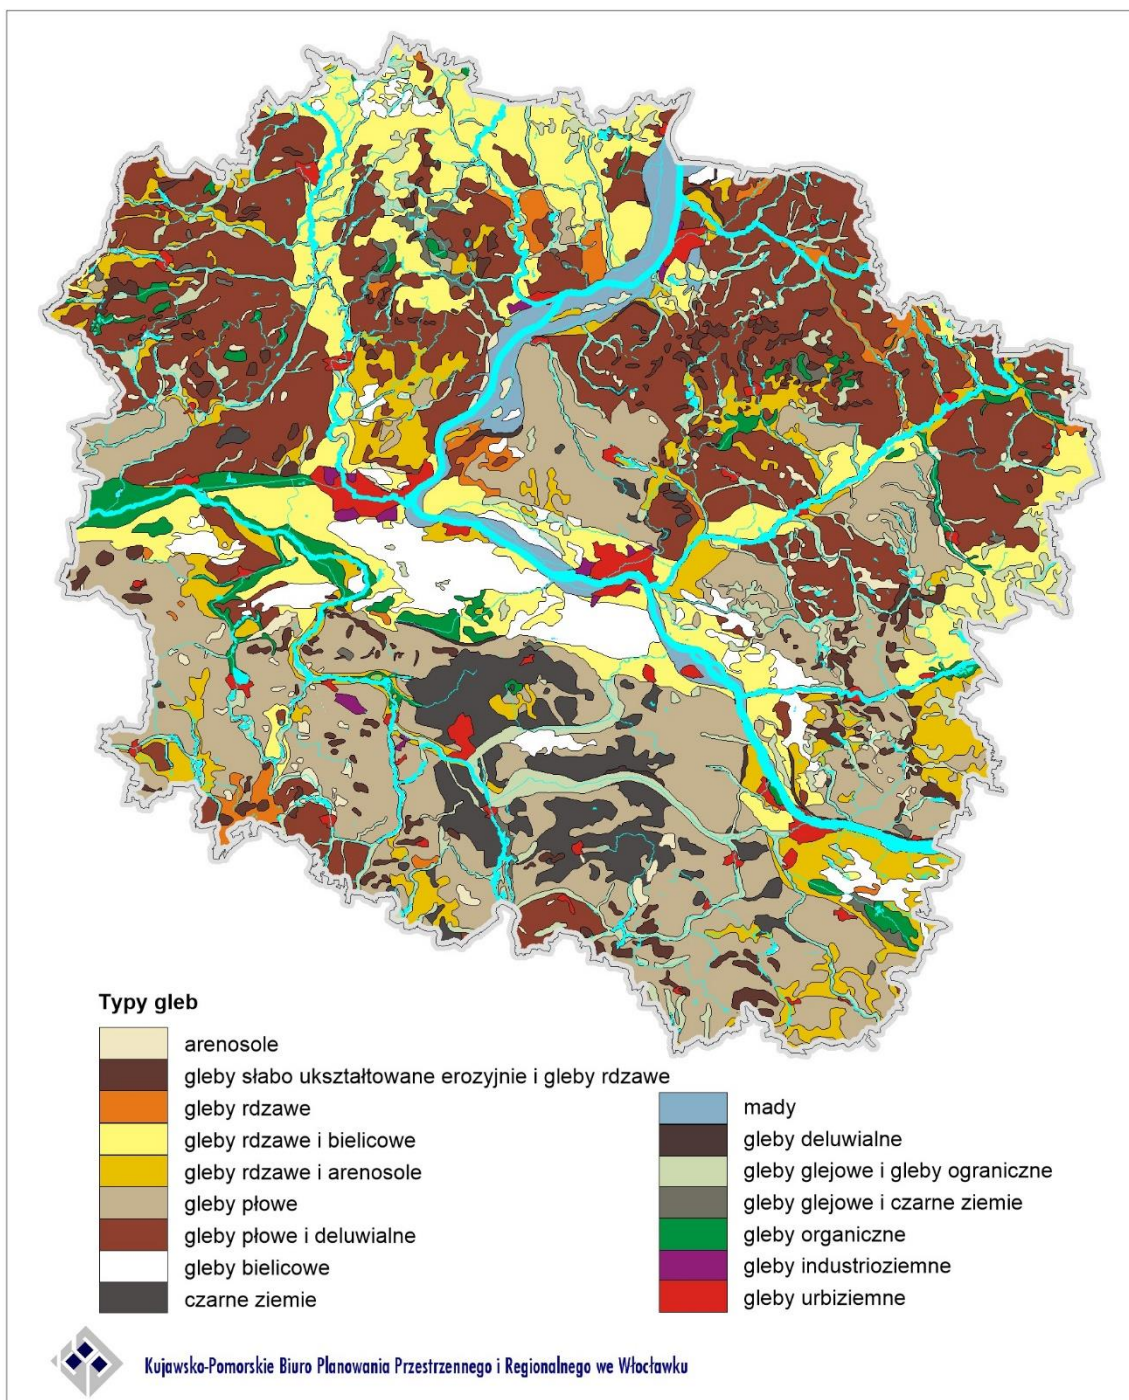 Typy gleb
arenosole
gleby słabo ukształtowane erozyjnie i gleby rdzawe
gleby rdzawe
gleby rdzawe i bielicowe
gleby rdzawe i arenosole
gleby płowe
gleby płowe i deluwialne
gleby bielicowe
czarne ziemie
mady
gleby deluwialne
gleby glejowe i gleby ograniczne
gleby glejowe i czarne ziemie
gleby organiczne
gleby industrioziemne
gleby urbiziemne
Kujawsko-Pomorskie Biuro Planowania Przestrzennego i Regionalnego we Włocławku